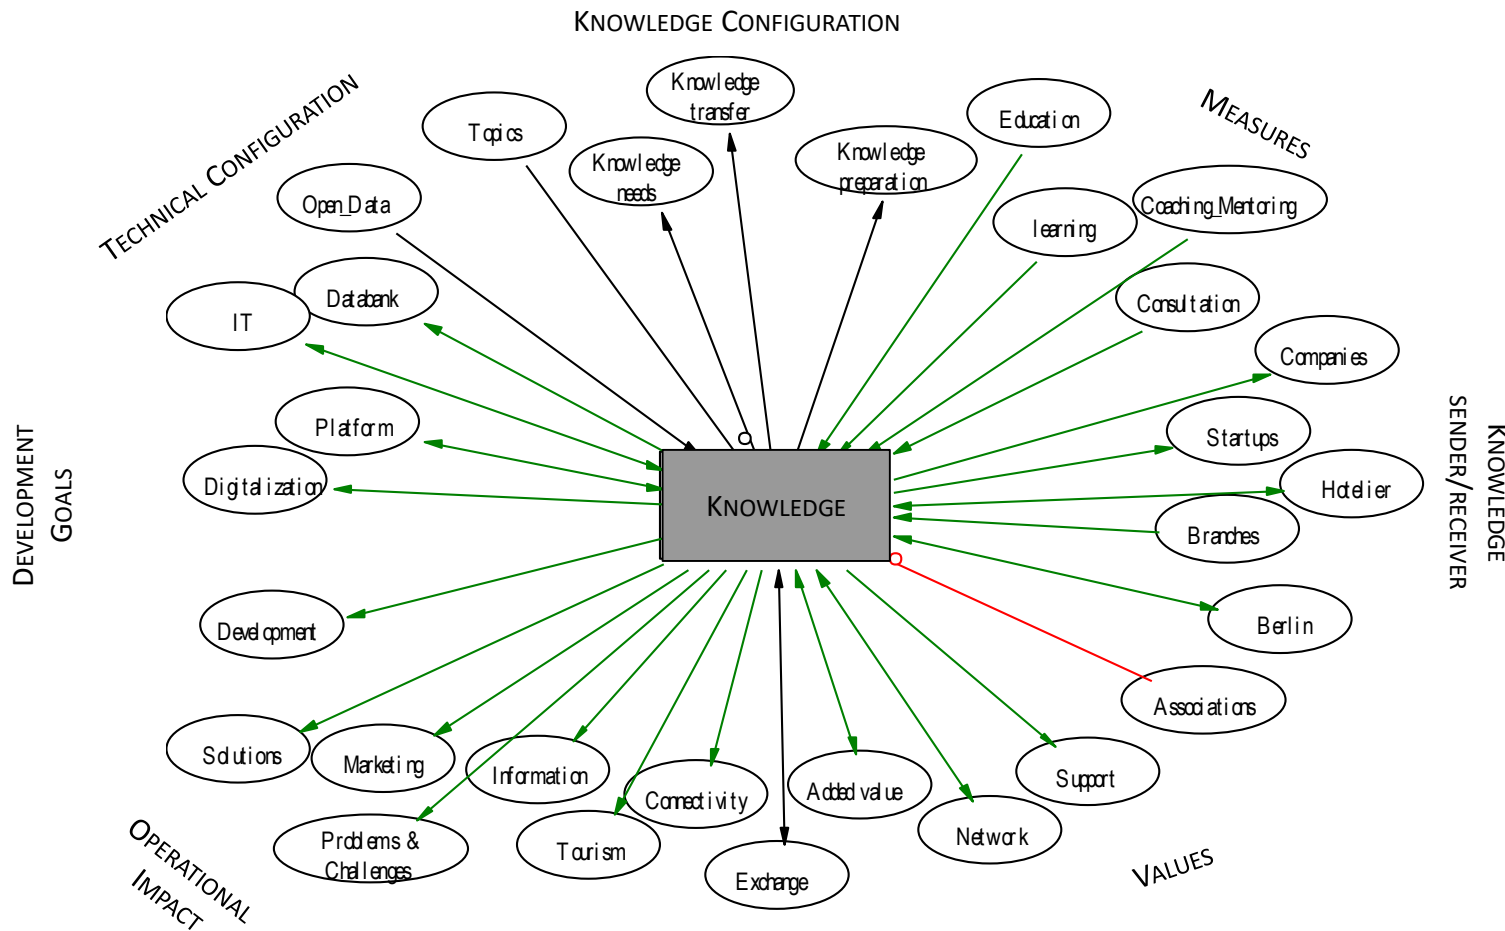 KNOWLEDGE CONFIGURATION
TECHNICAL CONFIGURATION
MEASURES
Knowledge
transfer
Topics
Education
Knowledge
needs
Knowledge
preparation
Open_Data
learning
Coaching_Mentoring
Databank
IT
Consultation
Companies
Platform
Startups
Digitalization
Hotelier
KNOWLEDGE
Branches
DEVELOPMENT
GOALS
KNOWLEDGE
SENDER/RECEIVER
Development
Berlin
Associations
Solutions
Marketing
Information
Connectivity
Added value
Support
Problems &
Challenges
Tourism
Exchange
Network
OPERATIONAL
IMPACT
VALUES